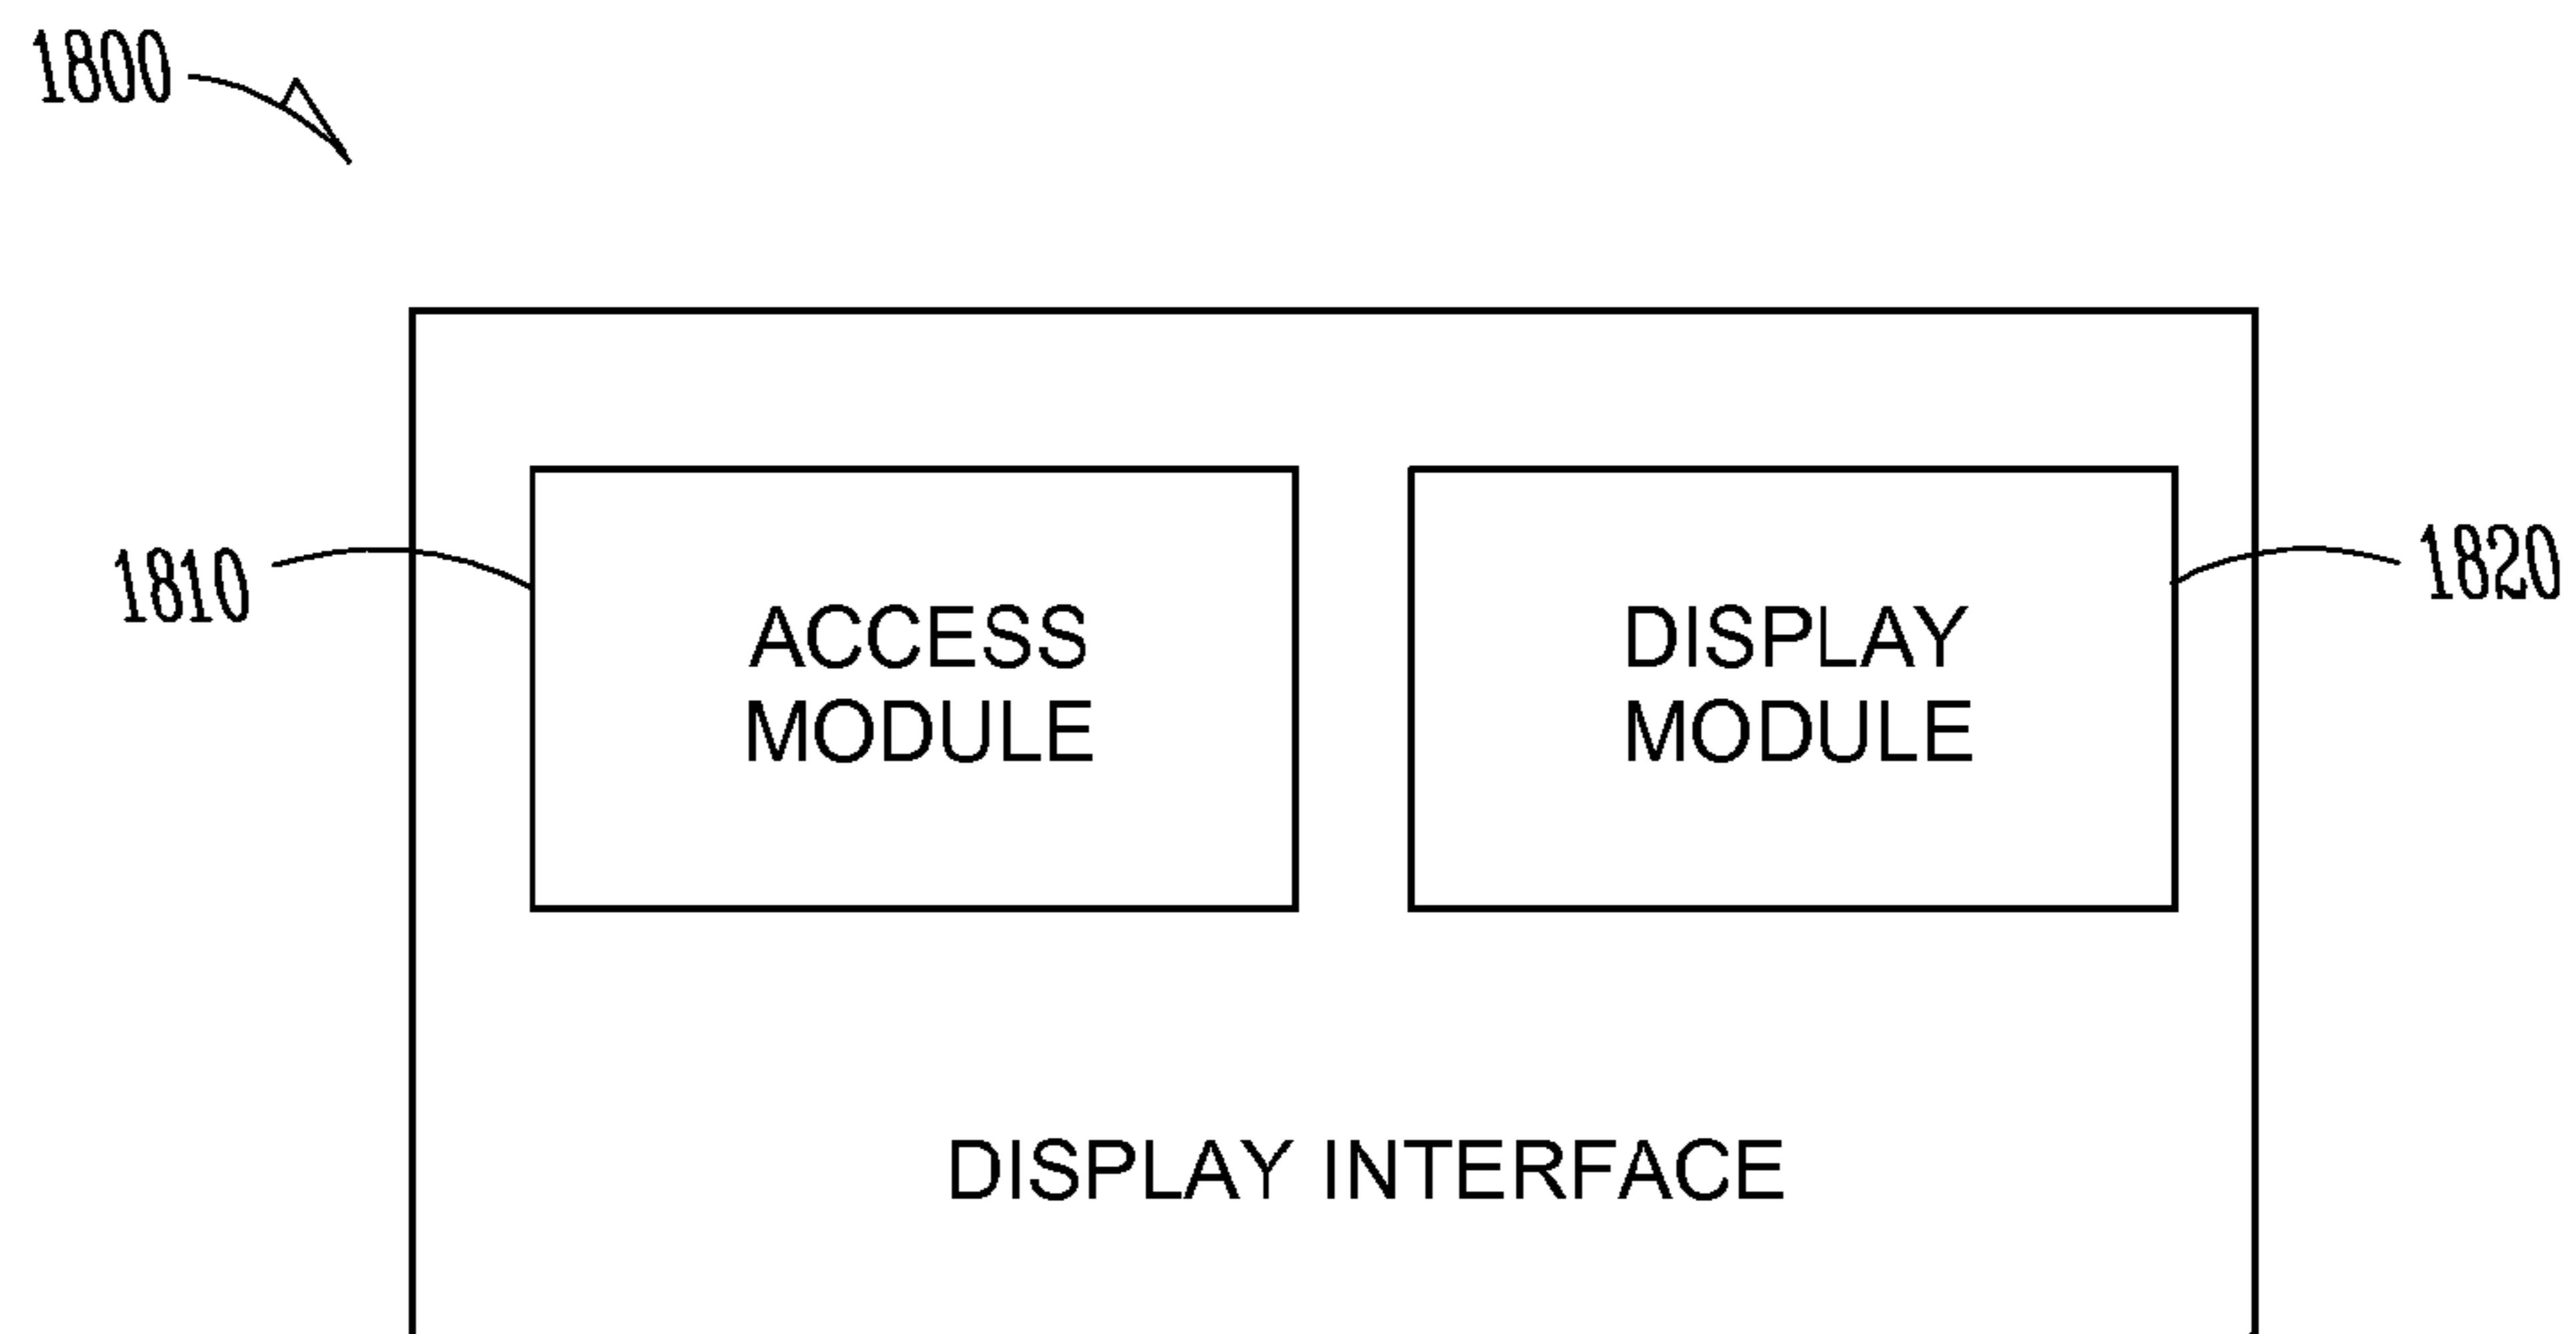 1800
1810
ACCESS
MODULE
DISPLAY
MODULE
1820
DISPLAY INTERFACE